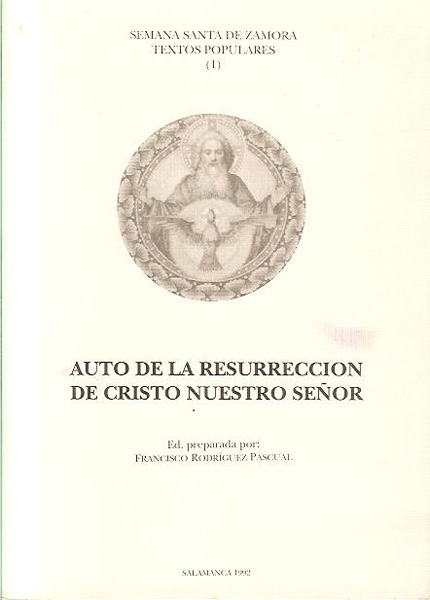 SEMANA SANTA DE ZAMORA
TEXTOS POPULARES
(1)
AUTO DE LA RESURRECCION
DE CRISTO NUESTRO SEÑOR
Ed. preparada por:
FRANCISCO RODRÍGUEZ PASCUAL
SALAMANCA 1992